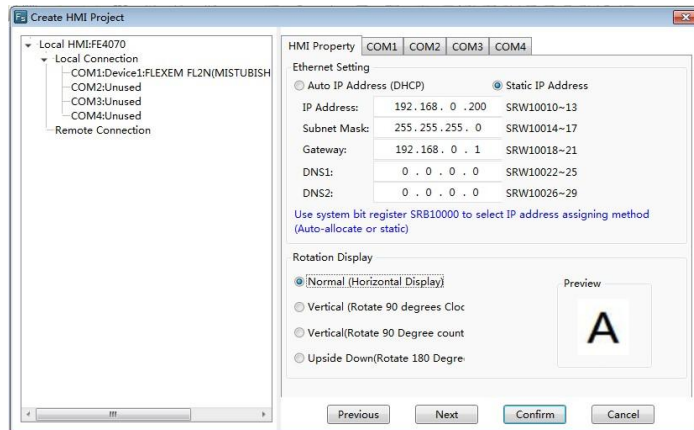 Create HMI Project
Local HMI:FE4070
Local Connection
COM1:Device1:FLEXEM FL2N(MISTUBISH
COM2:Unused
COM3:Unused
COM4:Unused
Remote Connection
HMI Property COM1 COM2 COM3 COM4
Ethernet Setting
Auto IP Address (DHCP) Static IP Address
IP Address: 192.168. 0 .200 SRW10010~13
Subnet Mask: 255.255.255. 0 SRW10014~17
Gateway: 192.168. 0 . 1 SRW10018~21
DNS1: 0 . 0 . 0 . 0 SRW10022~25
DNS2: 0 . 0 . 0 . 0 SRW10026~29
Use system bit register SRB10000 to select IP address assigning method
(Auto-allocate or static)
Rotation Display
Normal (Horizontal Display)
Vertical (Rotate 90 degrees Cloc
Vertical(Rotate 90 Degree count
Upside Down(Rotate 180 Degre
Preview
A
Previous Next Confirm Cancel